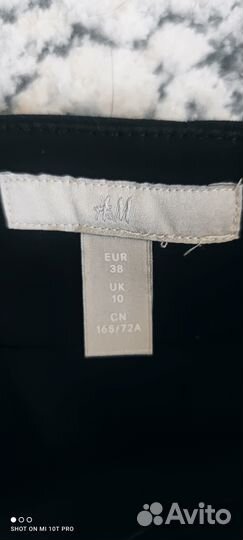 H&M
EUR
38
UK
10
CN
165/72A
SHOT ON MI 10T PRO
Avito